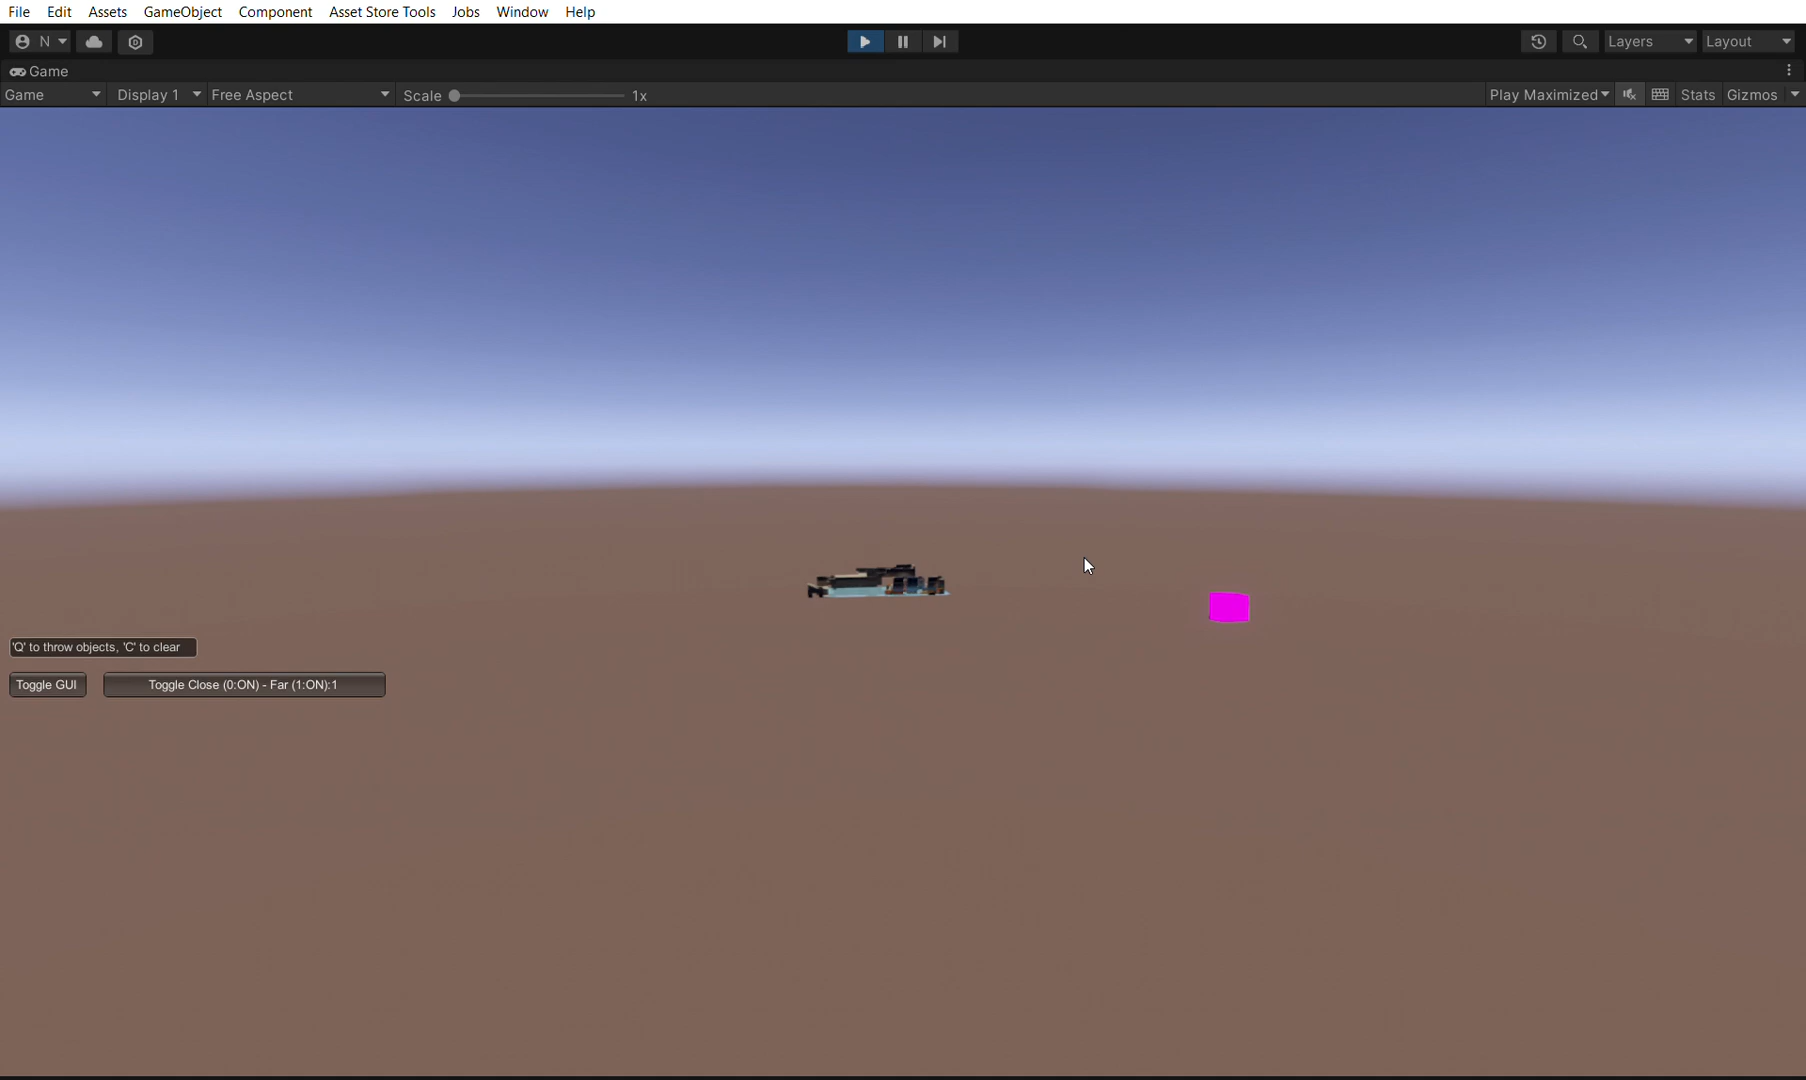 File Edit Assets GameObject Component Asset Store Tools Jobs Window Help
N Layers Layout
Game
Game Display 1 Free Aspect Scale 1x Play Maximized Stats Gizmos
'Q' to throw objects, 'C' to clear
Toggle GUI Toggle Close (0:ON) - Far (1:ON):1